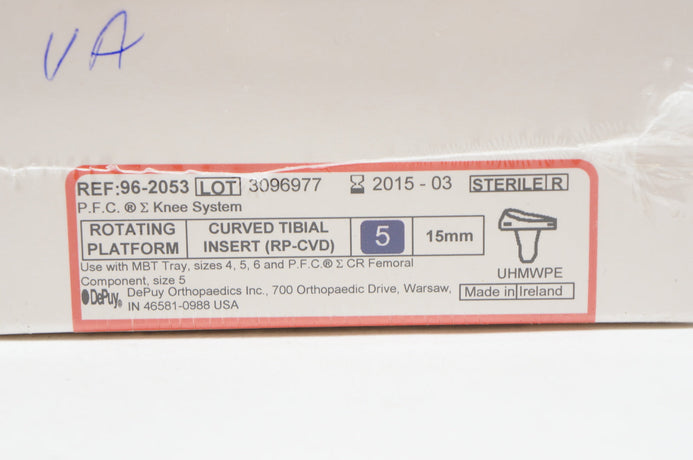 VA
REF:96-2053 LOT 3096977 2015 - 03 STERILE R
P.F.C. ® Σ Knee System
ROTATING PLATFORM CURVED TIBIAL INSERT (RP-CVD) 5 15mm
UHMWPE
Use with MBT Tray, sizes 4, 5, 6 and P.F.C.® Σ CR Femoral
Component, size 5
DePuy® DePuy Orthopaedics Inc., 700 Orthopaedic Drive, Warsaw,
IN 46581-0988 USA
Made in Ireland